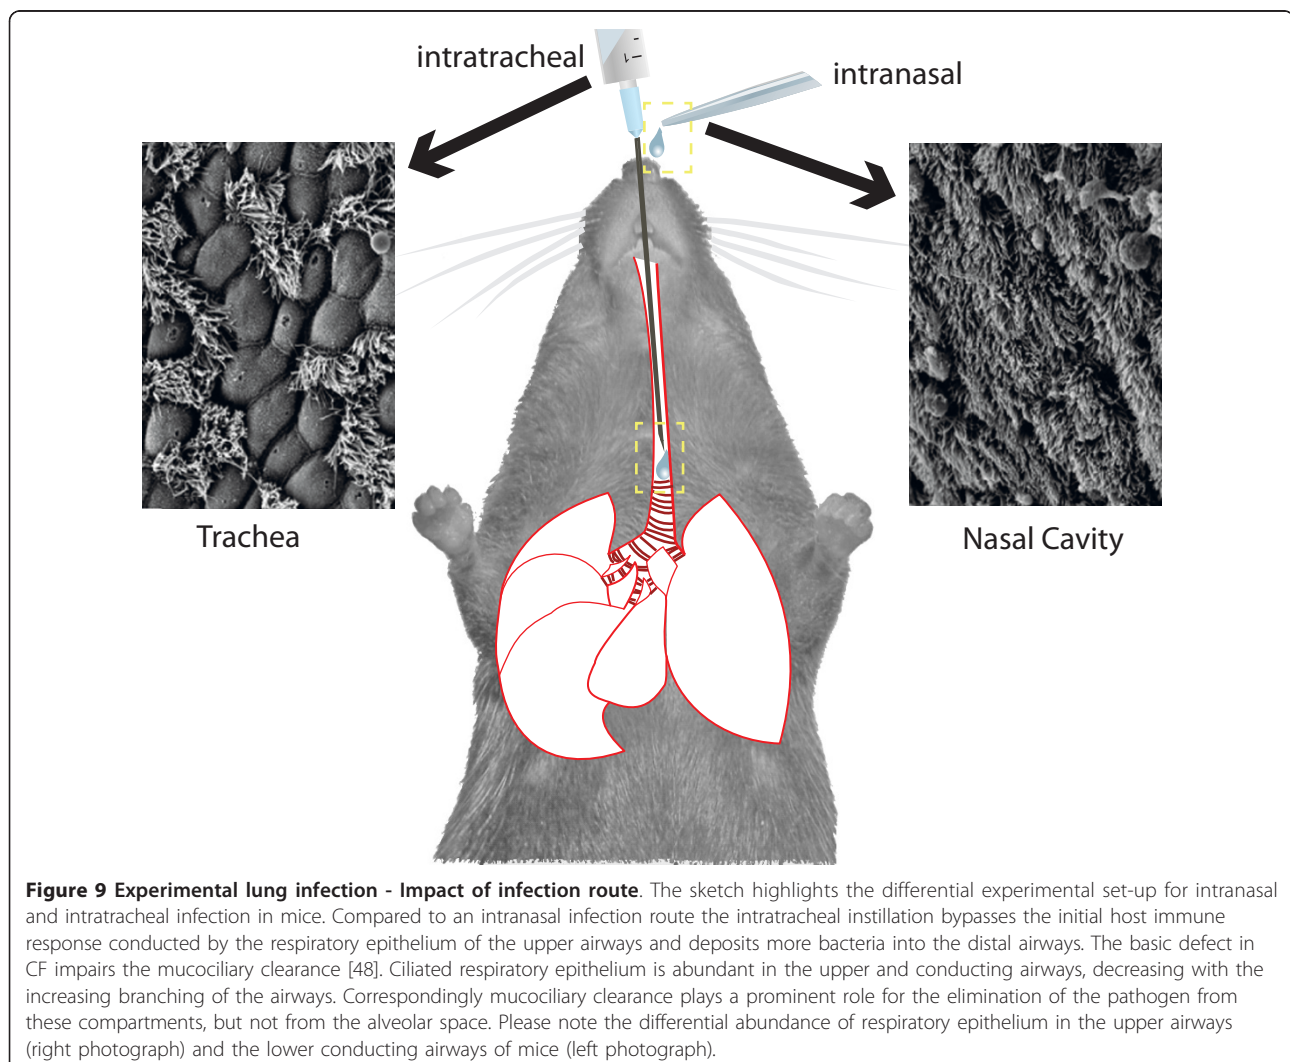 intratracheal
intranasal
1
Trachea
Nasal Cavity
Figure 9 Experimental lung infection - Impact of infection route. The sketch highlights the differential experimental set-up for intranasal
and intratracheal infection in mice. Compared to an intranasal infection route the intratracheal instillation bypasses the initial host immune
response conducted by the respiratory epithelium of the upper airways and deposits more bacteria into the distal airways. The basic defect in
CF impairs the mucociliary clearance [48]. Ciliated respiratory epithelium is abundant in the upper and conducting airways, decreasing with the
increasing branching of the airways. Correspondingly mucociliary clearance plays a prominent role for the elimination of the pathogen from
these compartments, but not from the alveolar space. Please note the differential abundance of respiratory epithelium in the upper airways
(right photograph) and the lower conducting airways of mice (left photograph).